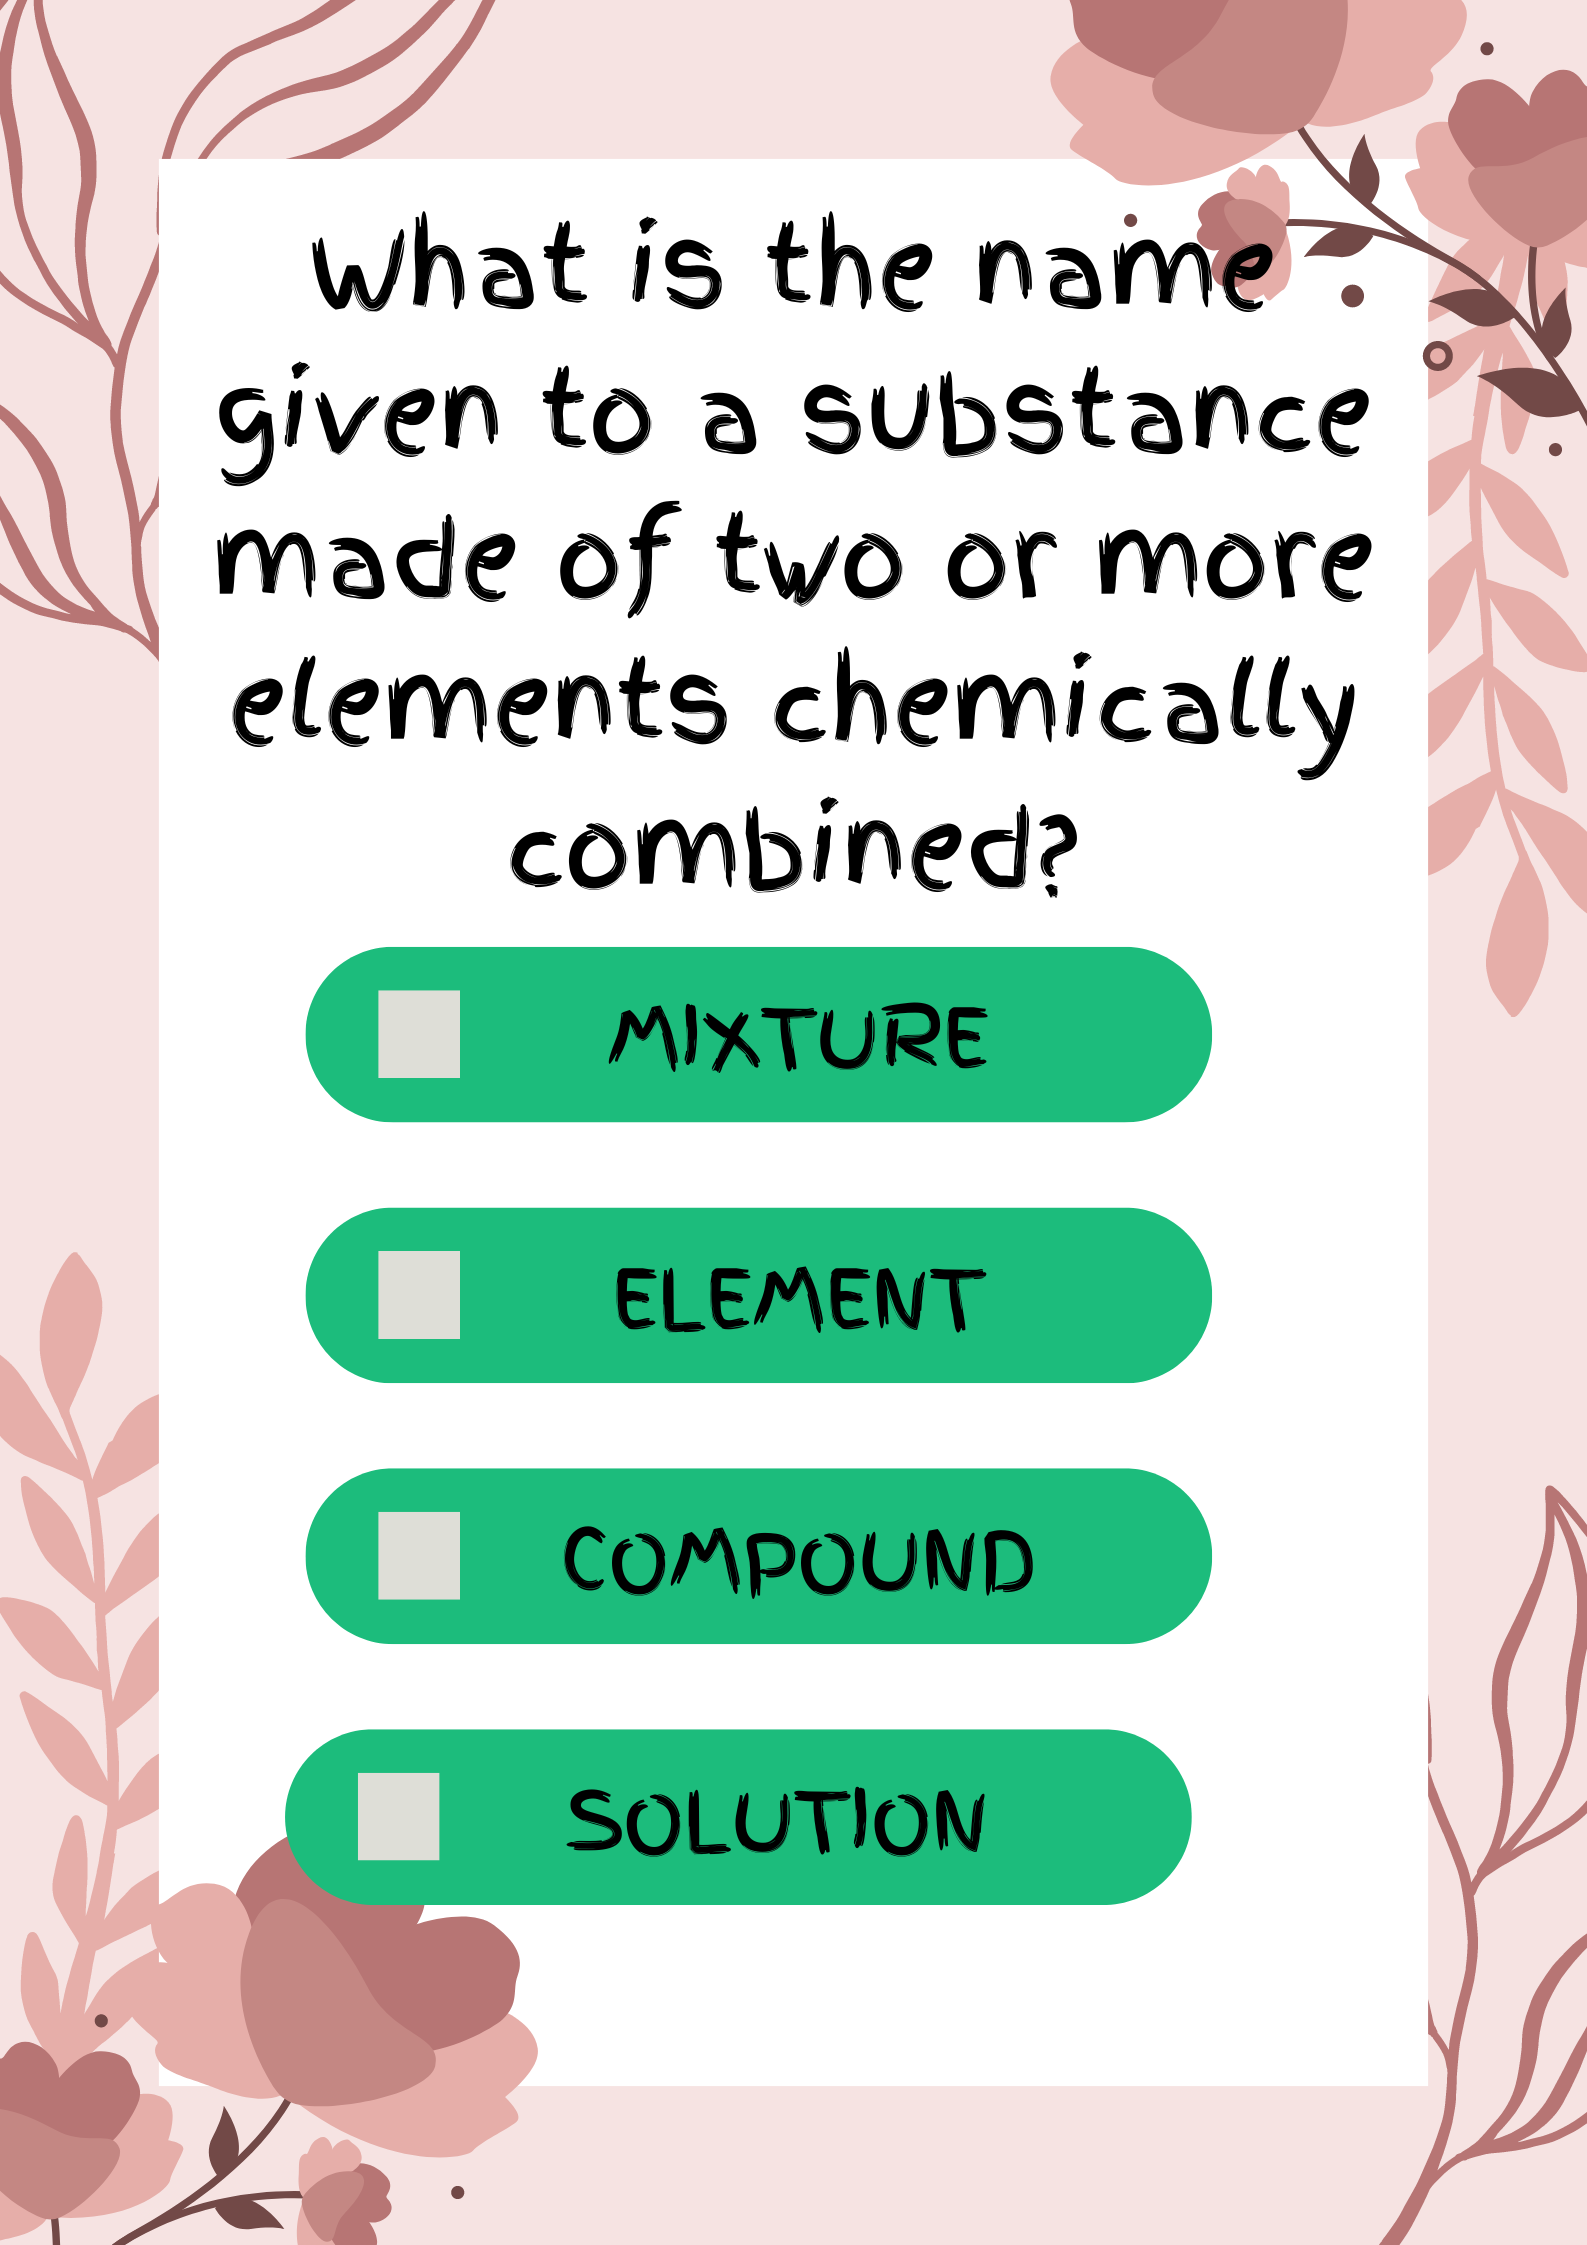 What is the name
given to a substance
made of two or more
elements chemically
combined?
MIXTURE
ELEMENT
COMPOUND
SOLUTION